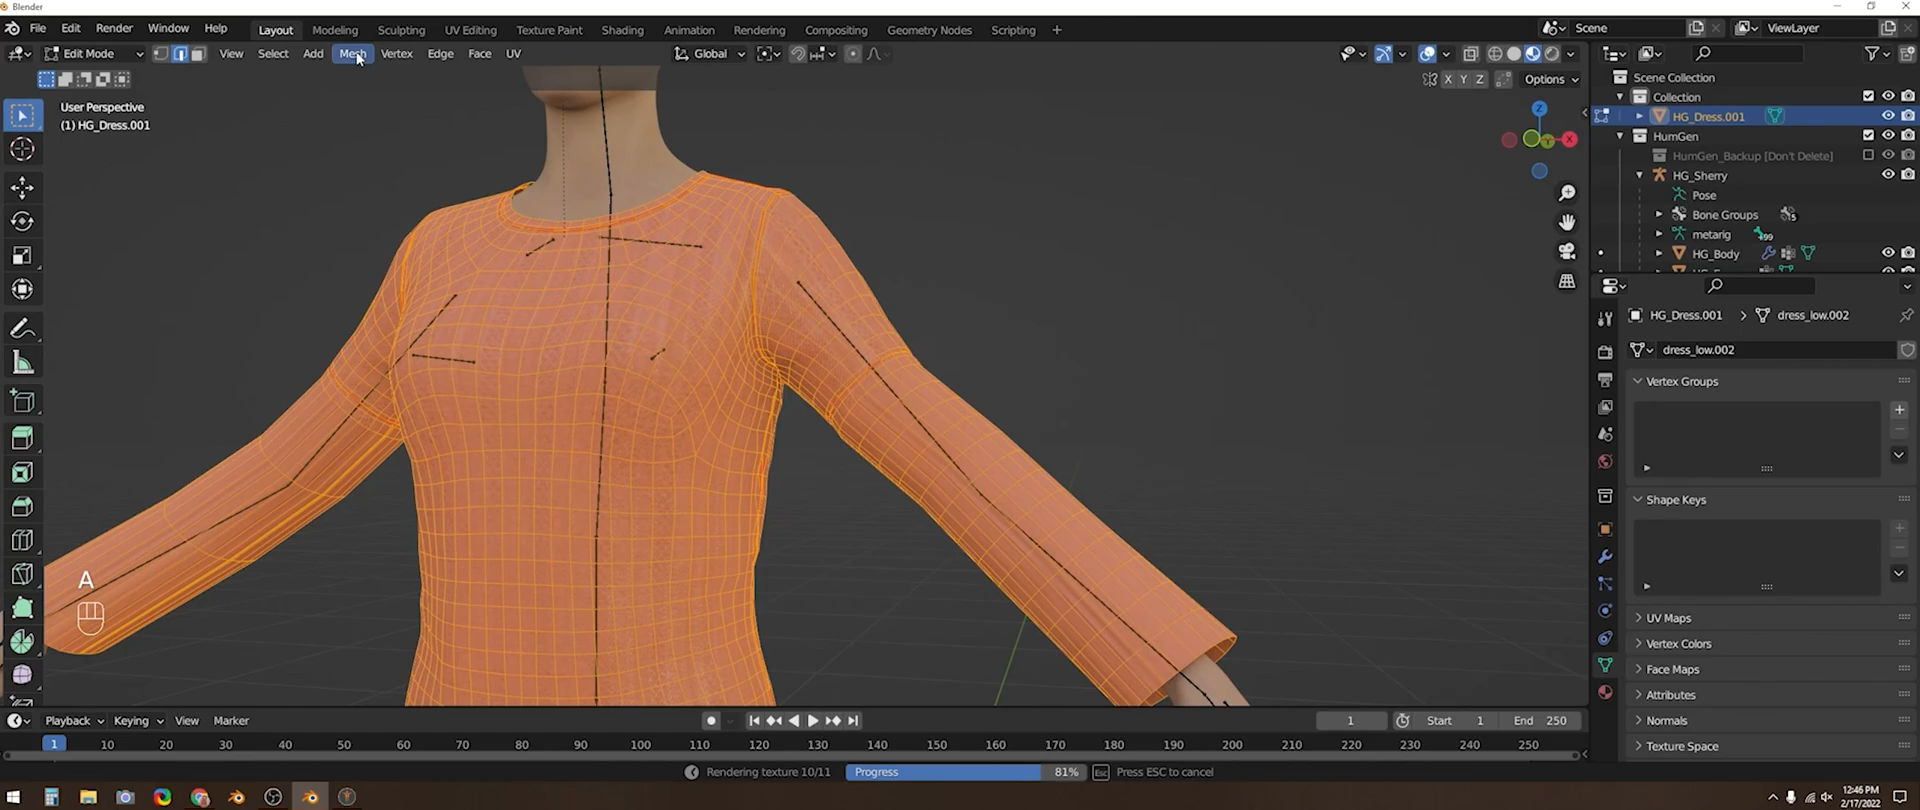 Blender
File Edit Render Window Help Layout Modeling Sculpting UV Editing Texture Paint Shading Animation Rendering Compositing Geometry Nodes Scripting + Scene ViewLayer
Edit Mode View Select Add Mesh Vertex Edge Face UV Global
X Y Z Options
User Perspective
(1) HG_Dress.001
Z
X
Y
A
Scene Collection
Collection
HG_Dress.001
HumGen
HumGen_Backup [Don't Delete]
HG_Sherry
Pose
Bone Groups 15
metarig 99
HG_Body
HG_Dress.001 > dress_low.002
dress_low.002
Vertex Groups
Shape Keys
UV Maps
Vertex Colors
Face Maps
Attributes
Normals
Texture Space
Playback Keying View Marker 1 Start 1 End 250
1 10 20 30 40 50 60 70 80 90 100 110 120 130 140 150 160 170 180 190 200 210 220 230 240 250
Rendering texture 10/11 Progress 81% Esc Press ESC to cancel
12:46 PM
2/17/2022